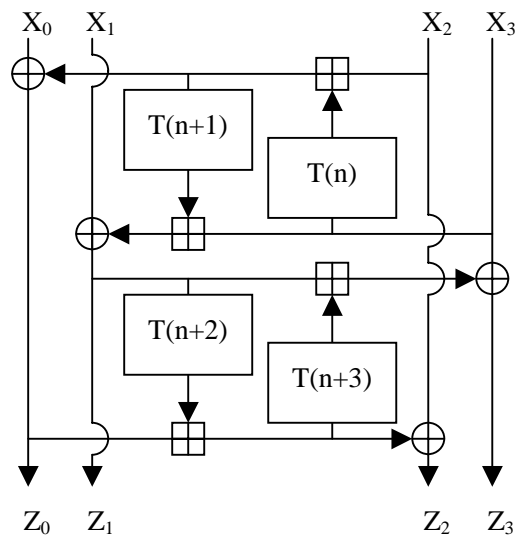 X₀ X₁ X₂ X₃
T(n+1)
T(n)
T(n+2)
T(n+3)
Z₀ Z₁ Z₂ Z₃